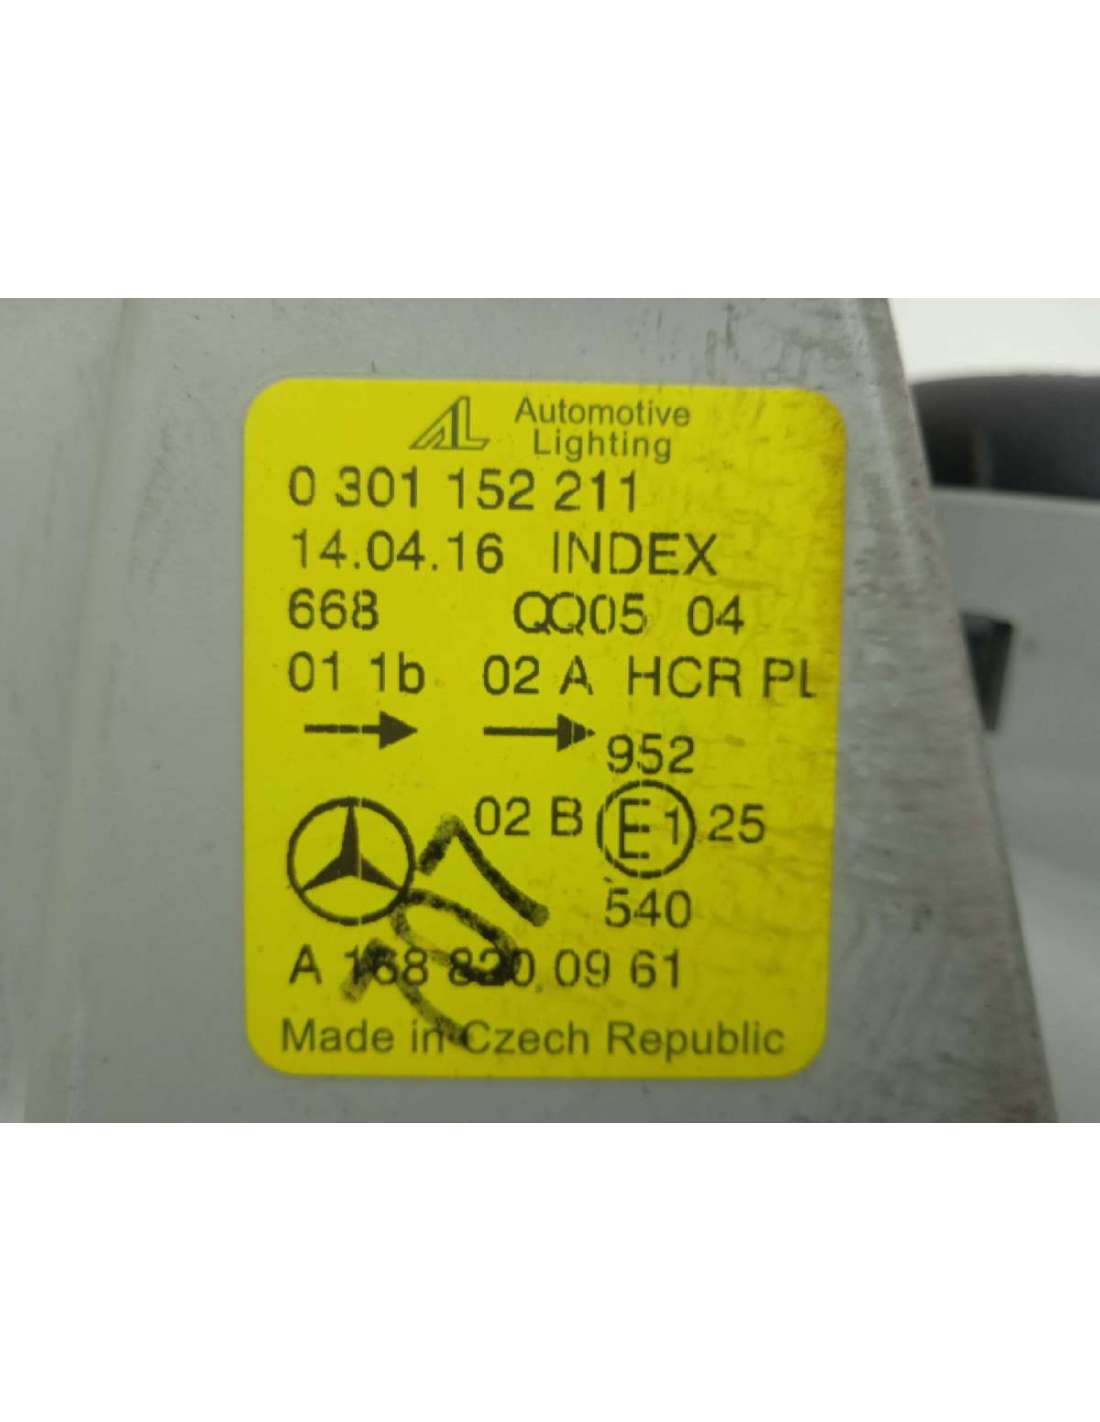 AL Automotive
Lighting
0 301 152 211
14.04.16 INDEX
668 QQ05 04
01 1b 02 A HCR PL
952
02 B E1 25
540
A 168 820 09 61
Made in Czech Republic